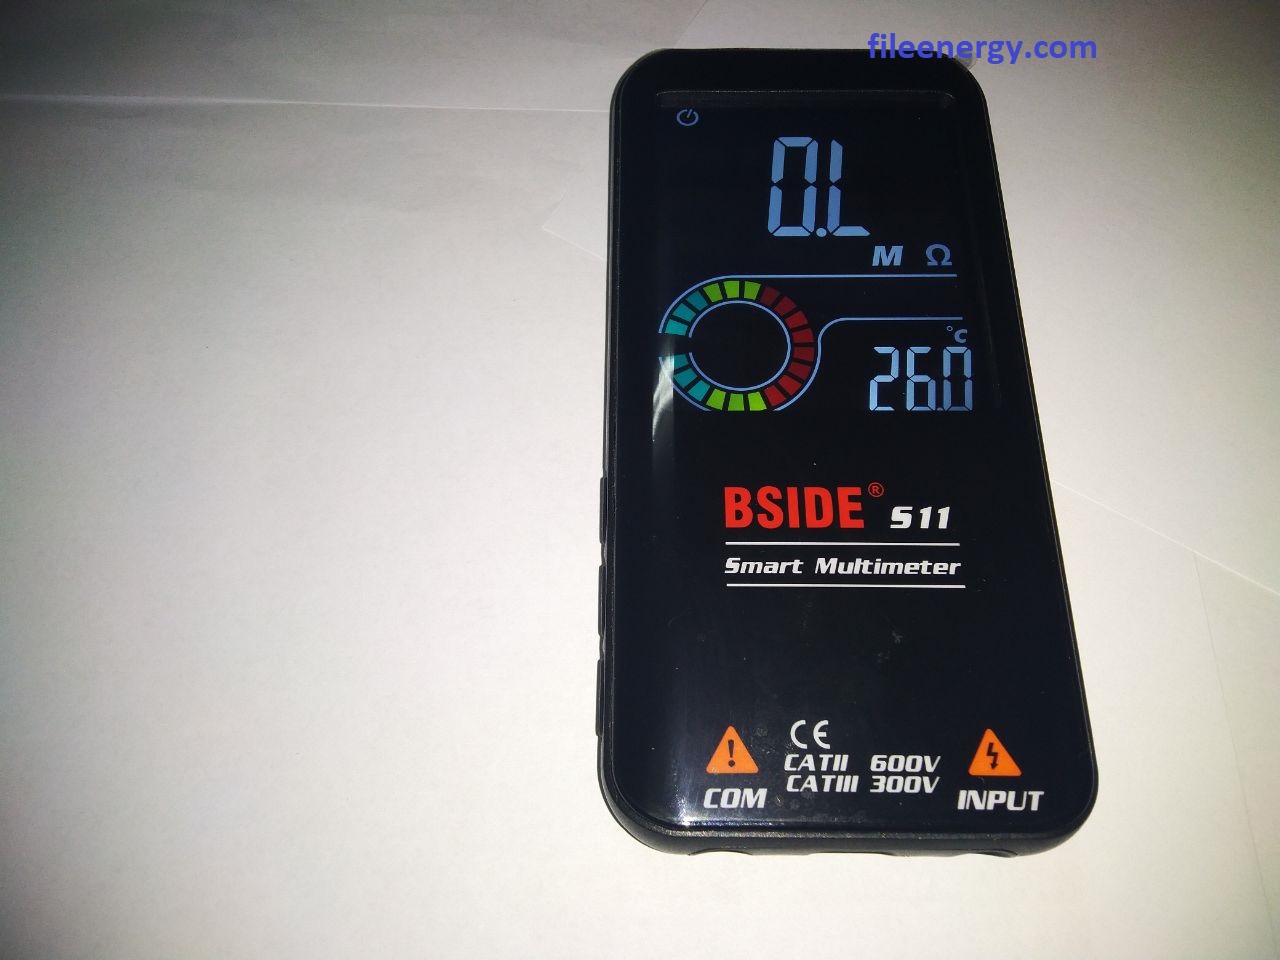 fileenergy.com
0.L
M Ω
°C
26.0
BSIDE® S11
Smart Multimeter
CE
CATII 600V
CATIII 300V
COM
INPUT